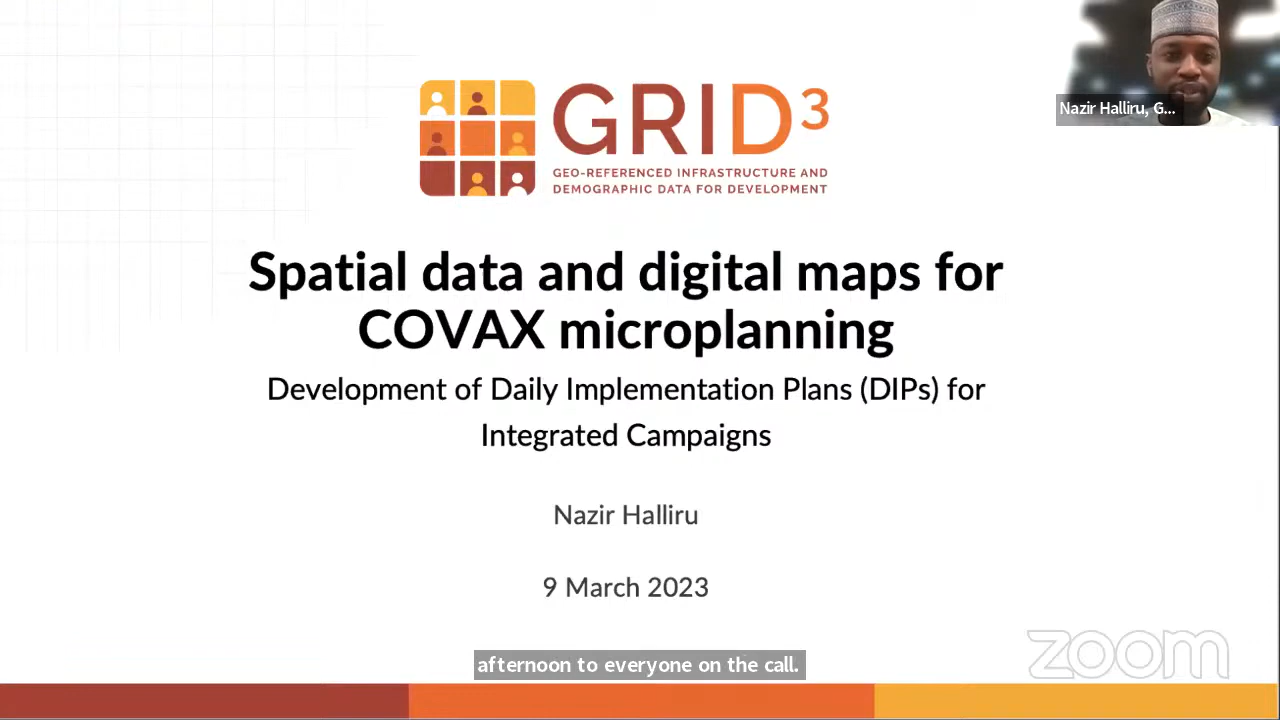 Nazir Halliru, G...
GRID3
GEO-REFERENCED INFRASTRUCTURE AND
DEMOGRAPHIC DATA FOR DEVELOPMENT
Spatial data and digital maps for
COVAX microplanning
Development of Daily Implementation Plans (DIPs) for
Integrated Campaigns
Nazir Halliru
9 March 2023
afternoon to everyone on the call.
zoom